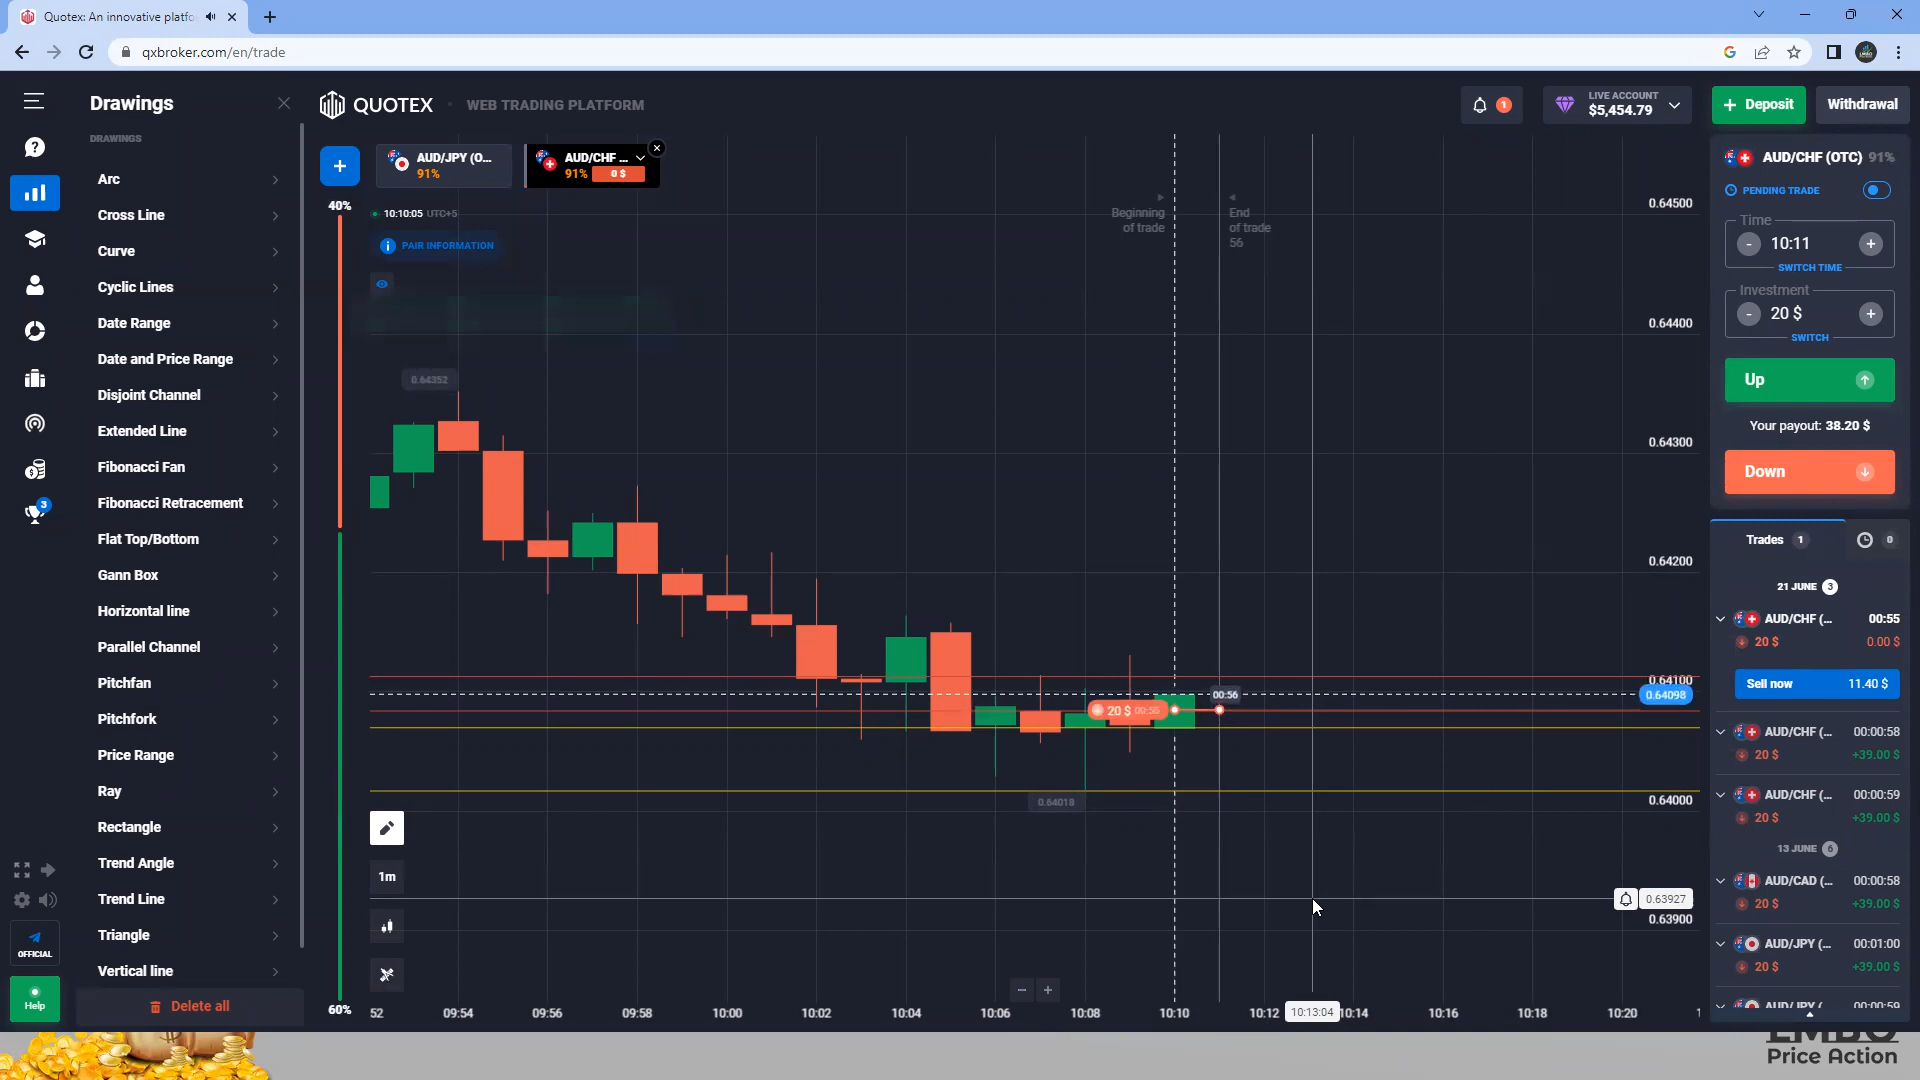 Quotex: An innovative platfo
qxbroker.com/en/trade
Drawings
DRAWINGS
Arc
Cross Line
Curve
Cyclic Lines
Date Range
Date and Price Range
Disjoint Channel
Extended Line
Fibonacci Fan
Fibonacci Retracement
Flat Top/Bottom
Gann Box
Horizontal line
Parallel Channel
Pitchfan
Pitchfork
Price Range
Ray
Rectangle
Trend Angle
Trend Line
Triangle
Vertical line
Delete all
3
OFFICIAL
Help
QUOTEX
WEB TRADING PLATFORM
1
LIVE ACCOUNT
$5,454.79
+ Deposit
Withdrawal
+
AUD/JPY (O...
91%
AUD/CHF ...
91% 0 $
40%
60%
10:10:05 UTC+5
PAIR INFORMATION
Beginning
of trade
End
of trade
56
0.64352
0.64018
20 $ 00:55
00:56
0.64500
0.64400
0.64300
0.64200
0.64100
0.64098
0.64000
0.63927
0.63900
1m
52 09:54 09:56 09:58 10:00 10:02 10:04 10:06 10:08 10:10 10:12 10:13:04 10:14 10:16 10:18 10:20
AUD/CHF (OTC) 91%
PENDING TRADE
Time
- 10:11 +
SWITCH TIME
Investment
- 20 $ +
SWITCH
Up
Your payout: 38.20 $
Down
Trades 1
0
21 JUNE 3
AUD/CHF (... 00:55
20 $ 0.00 $
Sell now 11.40 $
AUD/CHF (... 00:00:58
20 $ +39.00 $
AUD/CHF (... 00:00:59
20 $ +39.00 $
13 JUNE 6
AUD/CAD (... 00:00:58
20 $ +39.00 $
AUD/JPY (... 00:01:00
20 $ +39.00 $
AUD/JPY (... 00:00:59
Price Action